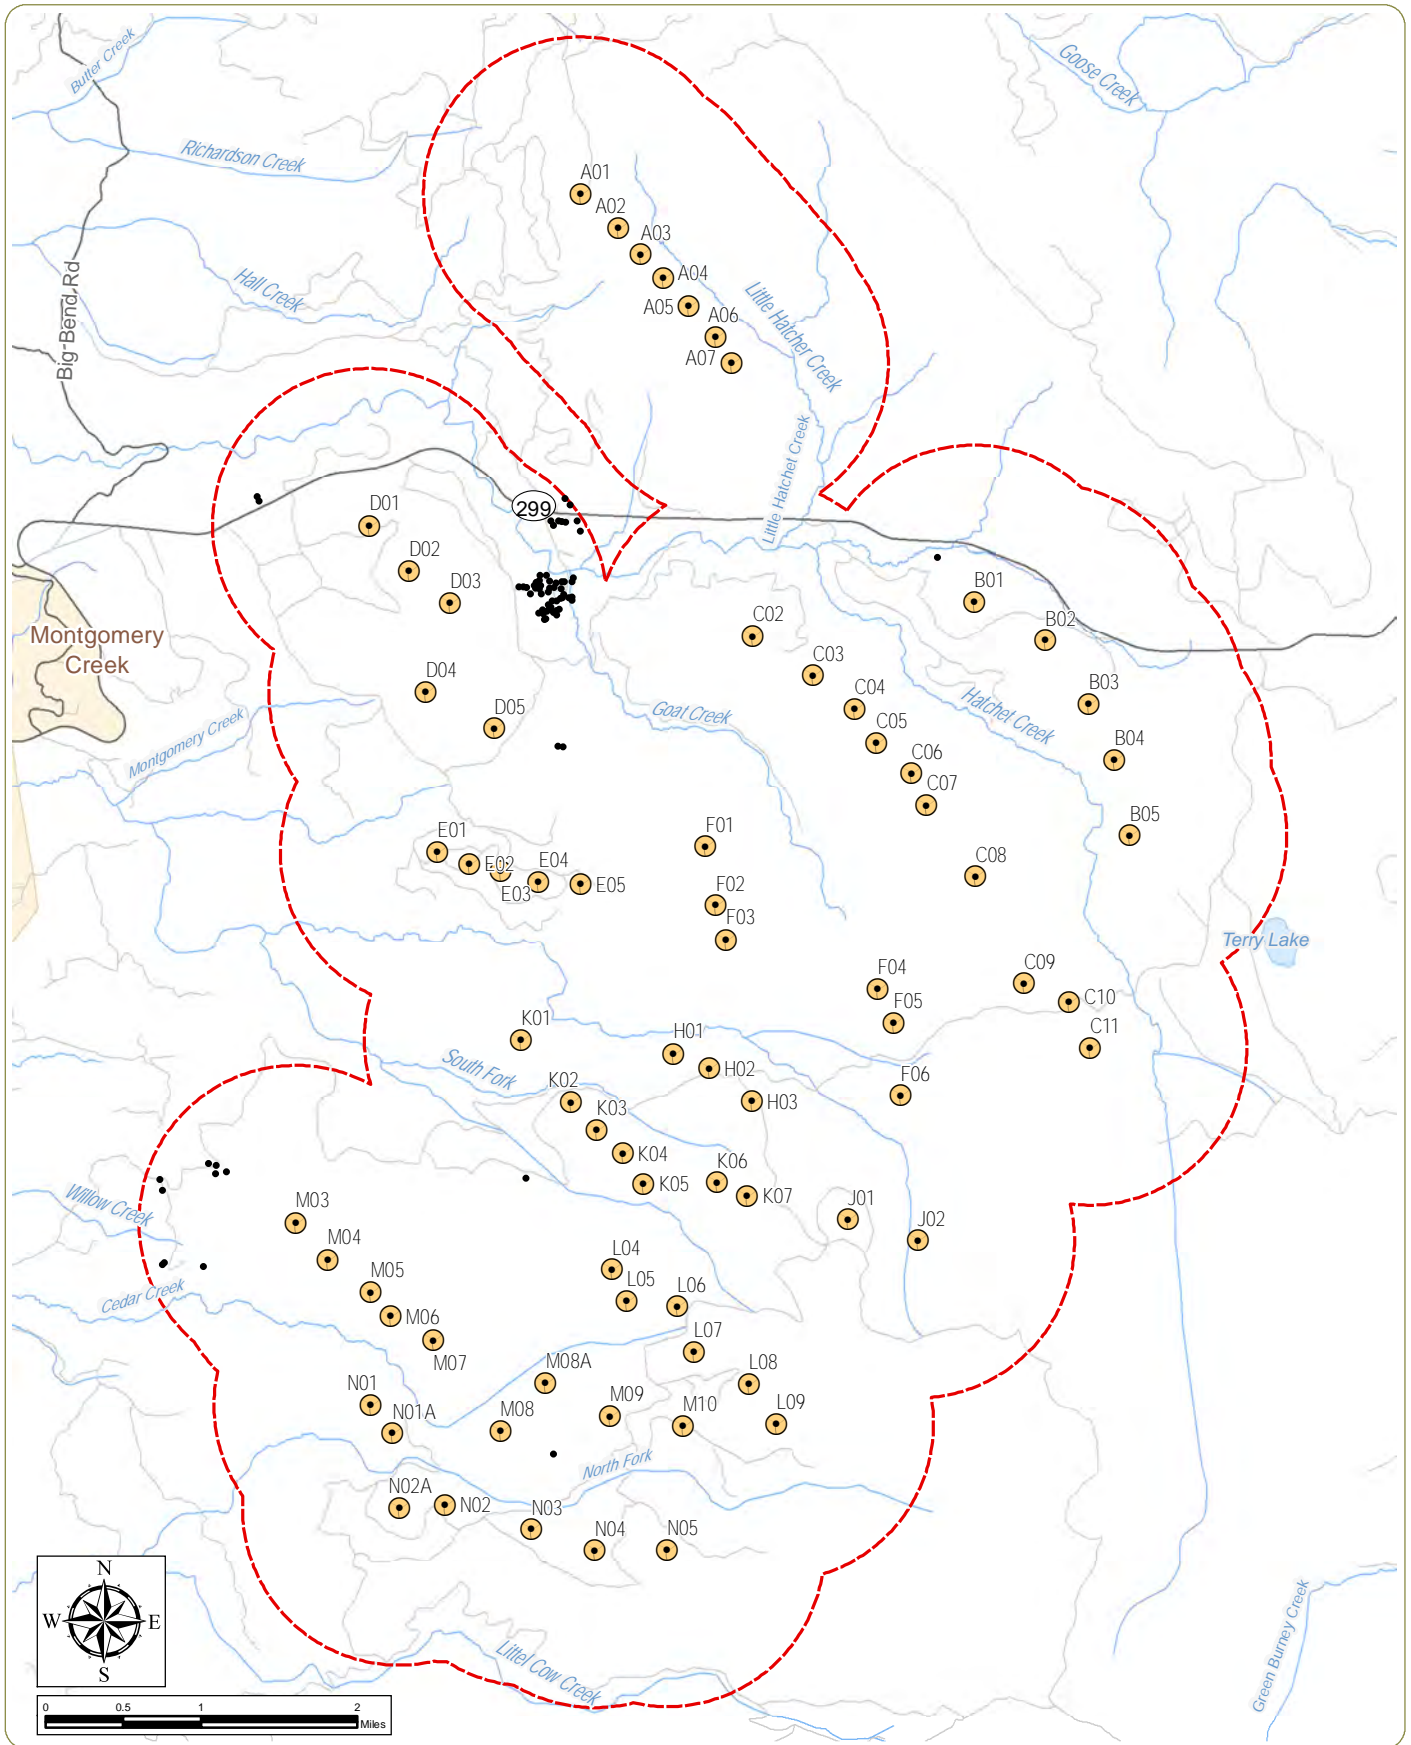 Butter Creek
Goose Creek
Richardson Creek
A01
A02
A03
Big Bend Rd
Hall Creek
A04
Little Hatcher Creek
A05
A06
A07
Little Hatchet Creek
D01
299
D02
D03
B01
C02
B02
Montgomery
Creek
C03
D04
B03
C04
Hatchet Creek
Goat Creek
D05
C05
Montgomery Creek
B04
C06
C07
F01
B05
E01
E02
E04
C08
E03
E05
F02
F03
Terry Lake
F04
C09
C10
F05
K01
H01
C11
South Fork
H02
K02
F06
H03
K03
K04
K06
K05
K07
Willow Creek
M03
J01
J02
M04
L04
M05
Cedar Creek
L05
L06
M06
L07
M07
M08A
L08
N01
M09
N01A
M08
M10
L09
North Fork
N02A
N02
N03
N04
N05
N
W
E
S
Littel Cow Creek
Green Burney Creek
0
0.5
1
2
Miles